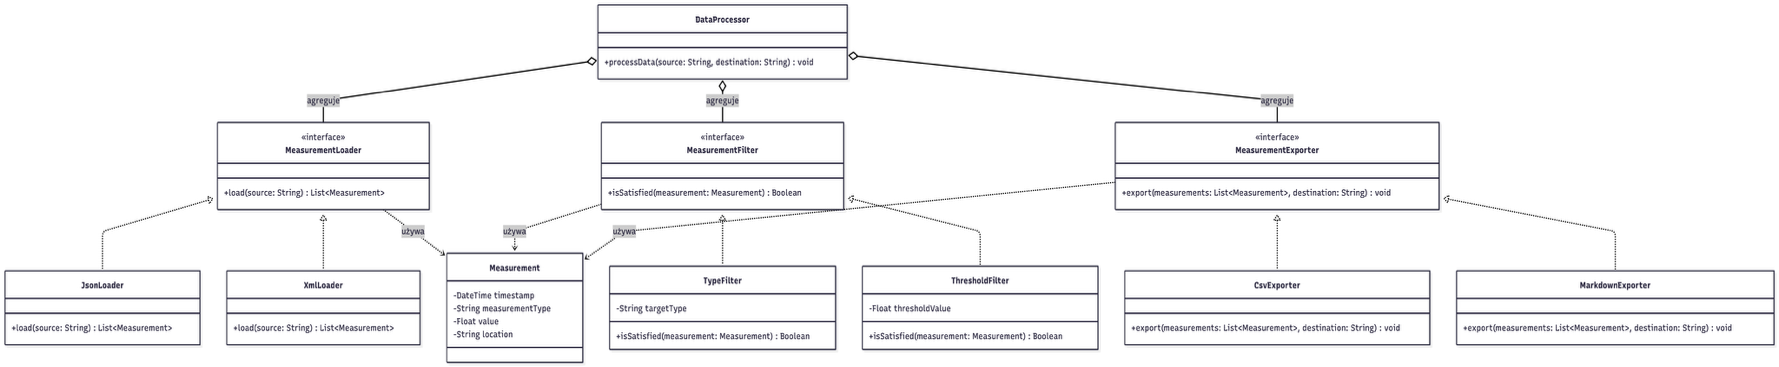 DataProcessor
+processData(source: String, destination: String) : void
agreguje
agreguje
agreguje
«interface»
MeasurementLoader
+load(source: String) : List<Measurement>
«interface»
MeasurementFilter
+isSatisfied(measurement: Measurement) : Boolean
«interface»
MeasurementExporter
+export(measurements: List<Measurement>, destination: String) : void
używa
używa
używa
JsonLoader
+load(source: String) : List<Measurement>
XmlLoader
+load(source: String) : List<Measurement>
Measurement
-DateTime timestamp
-String measurementType
-Float value
-String location
TypeFilter
-String targetType
+isSatisfied(measurement: Measurement) : Boolean
ThresholdFilter
-Float thresholdValue
+isSatisfied(measurement: Measurement) : Boolean
CsvExporter
+export(measurements: List<Measurement>, destination: String) : void
MarkdownExporter
+export(measurements: List<Measurement>, destination: String) : void